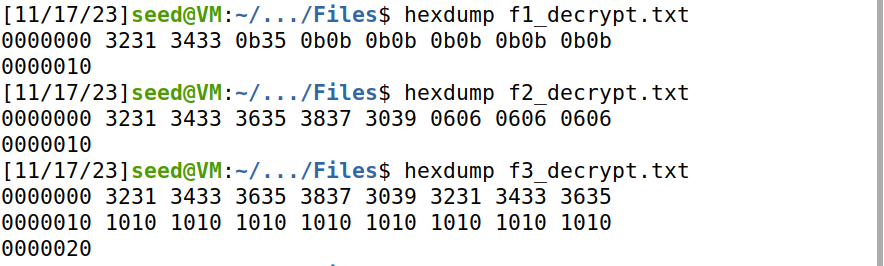 [11/17/23]seed@VM:~/.../Files$ hexdump f1_decrypt.txt
0000000 3231 3433 0b35 0b0b 0b0b 0b0b 0b0b 0b0b
0000010
[11/17/23]seed@VM:~/.../Files$ hexdump f2_decrypt.txt
0000000 3231 3433 3635 3837 3039 0606 0606 0606
0000010
[11/17/23]seed@VM:~/.../Files$ hexdump f3_decrypt.txt
0000000 3231 3433 3635 3837 3039 3231 3433 3635
0000010 1010 1010 1010 1010 1010 1010 1010 1010
0000020